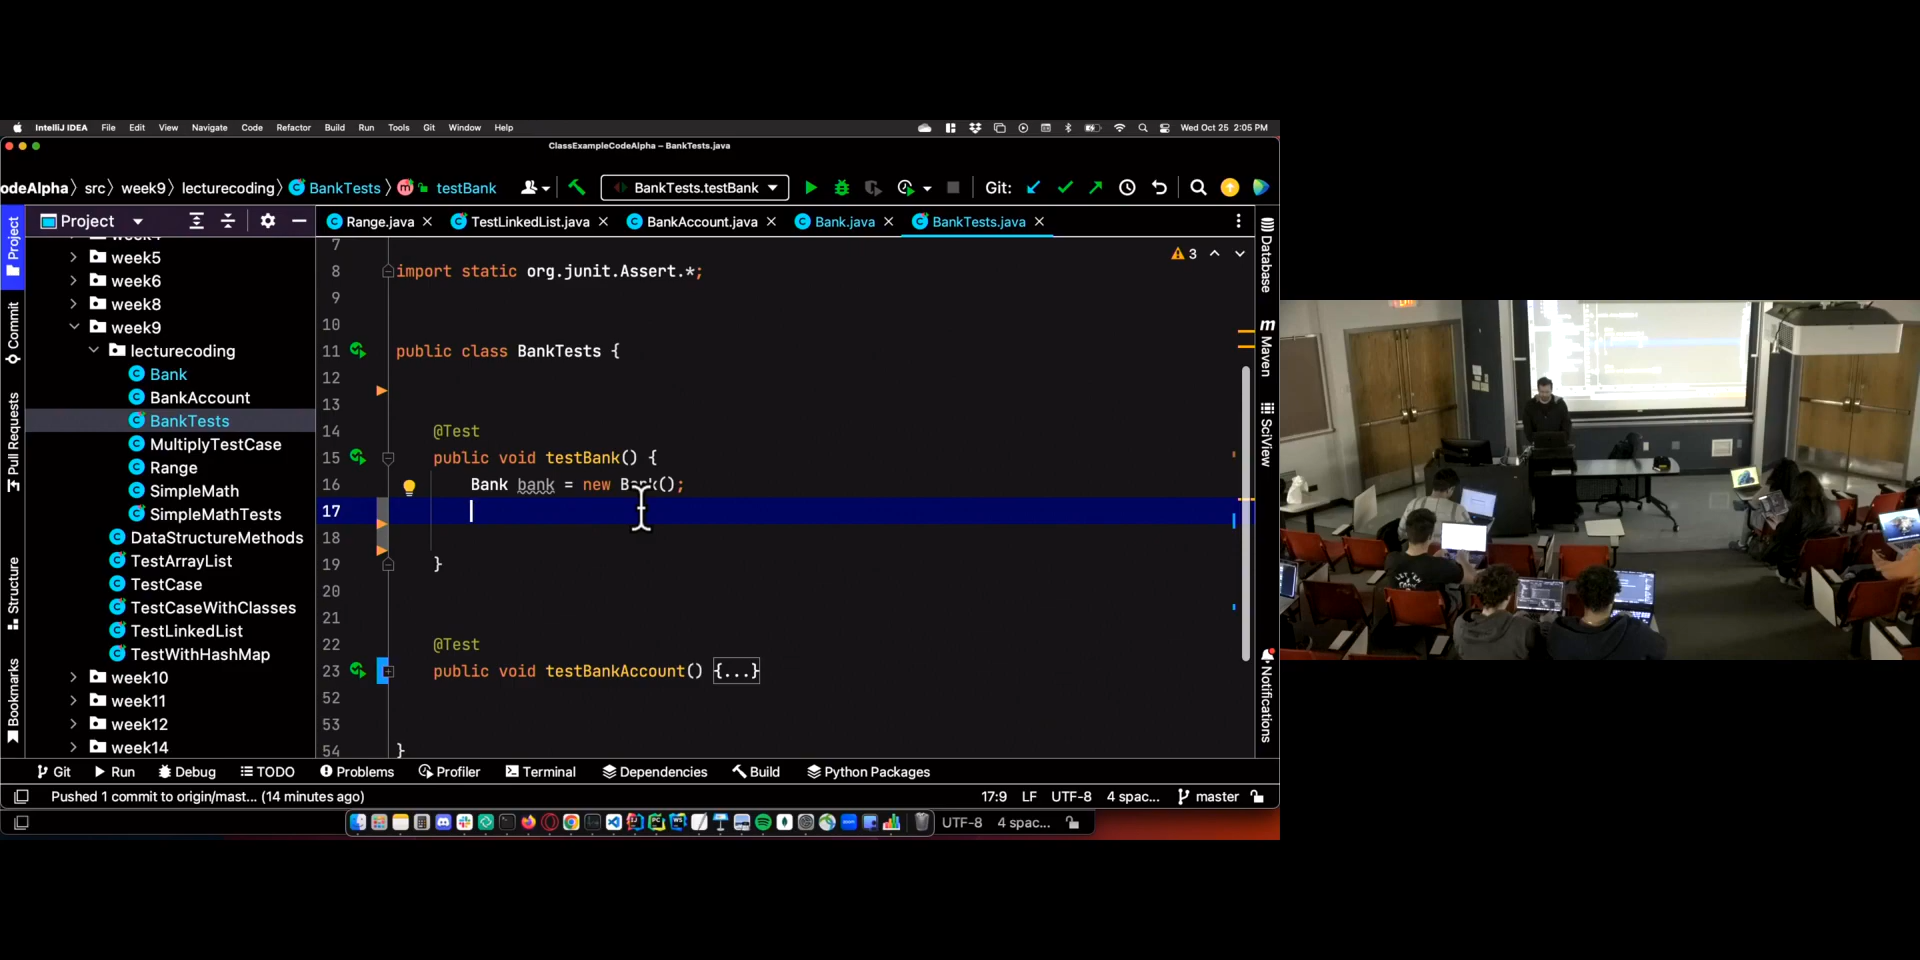 IntelliJ IDEA File Edit View Navigate Code Refactor Build Run Tools Git Window Help Wed Oct 25 2:05 PM
ClassExampleCodeAlpha – BankTests.java
odeAlpha src week9 lecturecoding BankTests testBank BankTests.testBank Git:
Project Range.java TestLinkedList.java BankAccount.java Bank.java BankTests.java
Project
Commit
Pull Requests
Structure
Bookmarks
week5
week6
week8
week9
lecturecoding
Bank
BankAccount
BankTests
MultiplyTestCase
Range
SimpleMath
SimpleMathTests
DataStructureMethods
TestArrayList
TestCase
TestCaseWithClasses
TestLinkedList
TestWithHashMap
week10
week11
week12
week14
3
7
8 import static org.junit.Assert.*;
9
10
11 public class BankTests {
12
13
14 @Test
15 public void testBank() {
16 Bank bank = new Bank();
17
18
19 }
20
21
22 @Test
23 public void testBankAccount() {...}
52
53
54 }
Database
Maven
SciView
Notifications
Git Run Debug TODO Problems Profiler Terminal Dependencies Build Python Packages
Pushed 1 commit to origin/mast... (14 minutes ago) 17:9 LF UTF-8 4 spac... master
UTF-8 4 spac...